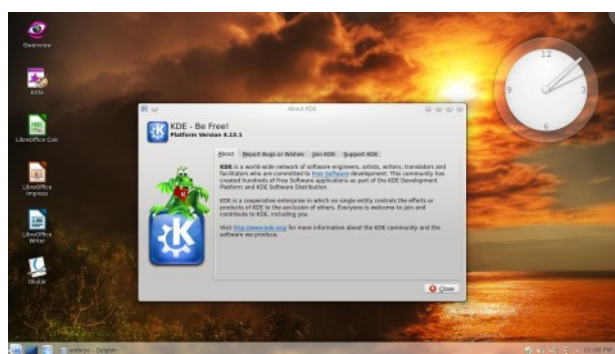 Gwenview
Krita
LibreOffice Calc
LibreOffice
Impress
LibreOffice
Writer
Okular
12
3
6
9
About KDE
KDE - Be Free!
Platform Version 4.13.1
About Report Bugs or Wishes Join KDE Support KDE
KDE is a world-wide network of software engineers, artists, writers, translators and
facilitators who are committed to Free Software development. This community has
created hundreds of Free Software applications as part of the KDE Development
Platform and KDE Software Distribution.
KDE is a cooperative enterprise in which no single entity controls the efforts or
products of KDE to the exclusion of others. Everyone is welcome to join and
contribute to KDE, including you.
Visit http://www.kde.org/ for more information about the KDE community and the
software we produce.
Close
- Dolphin
PM